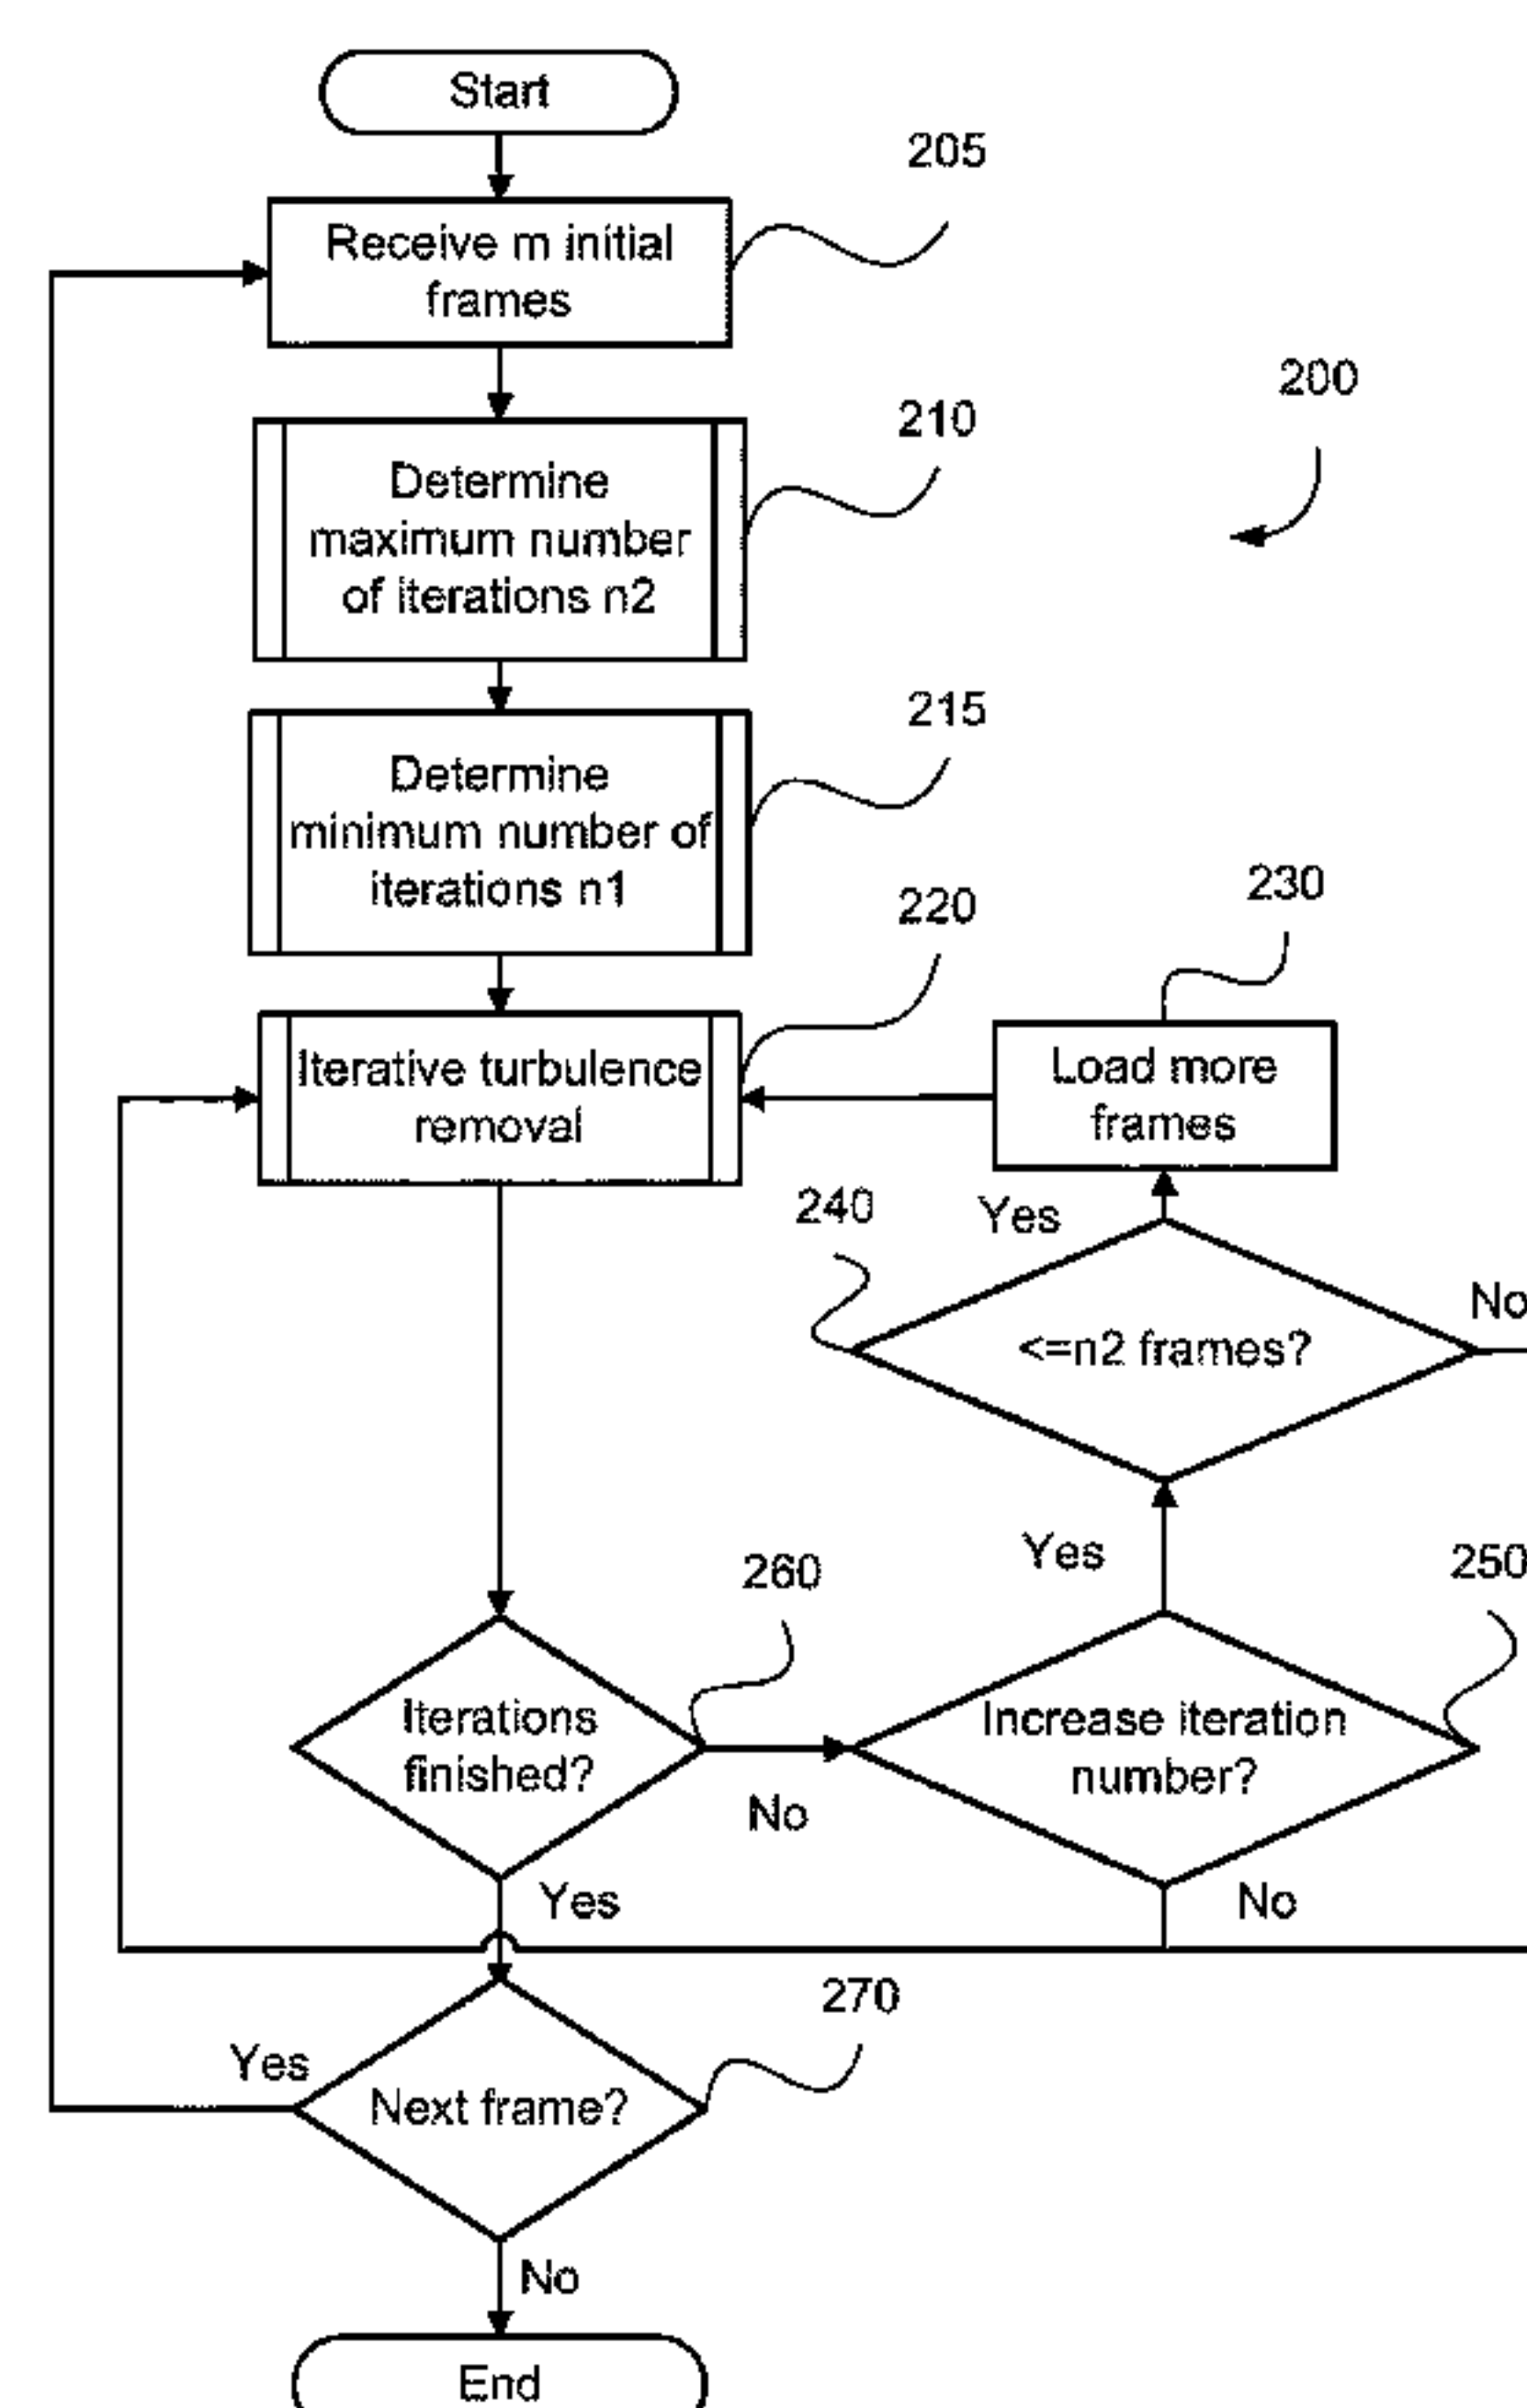 Start
205
Receive m initial
frames
200
210
Determine
maximum number
of iterations n2
215
Determine
minimum number of
iterations n1
220
230
Iterative turbulence
removal
Load more
frames
240
Yes
No
<=n2 frames?
Yes
250
260
Iterations
finished?
Increase iteration
number?
No
Yes
No
270
Yes
Next frame?
No
End